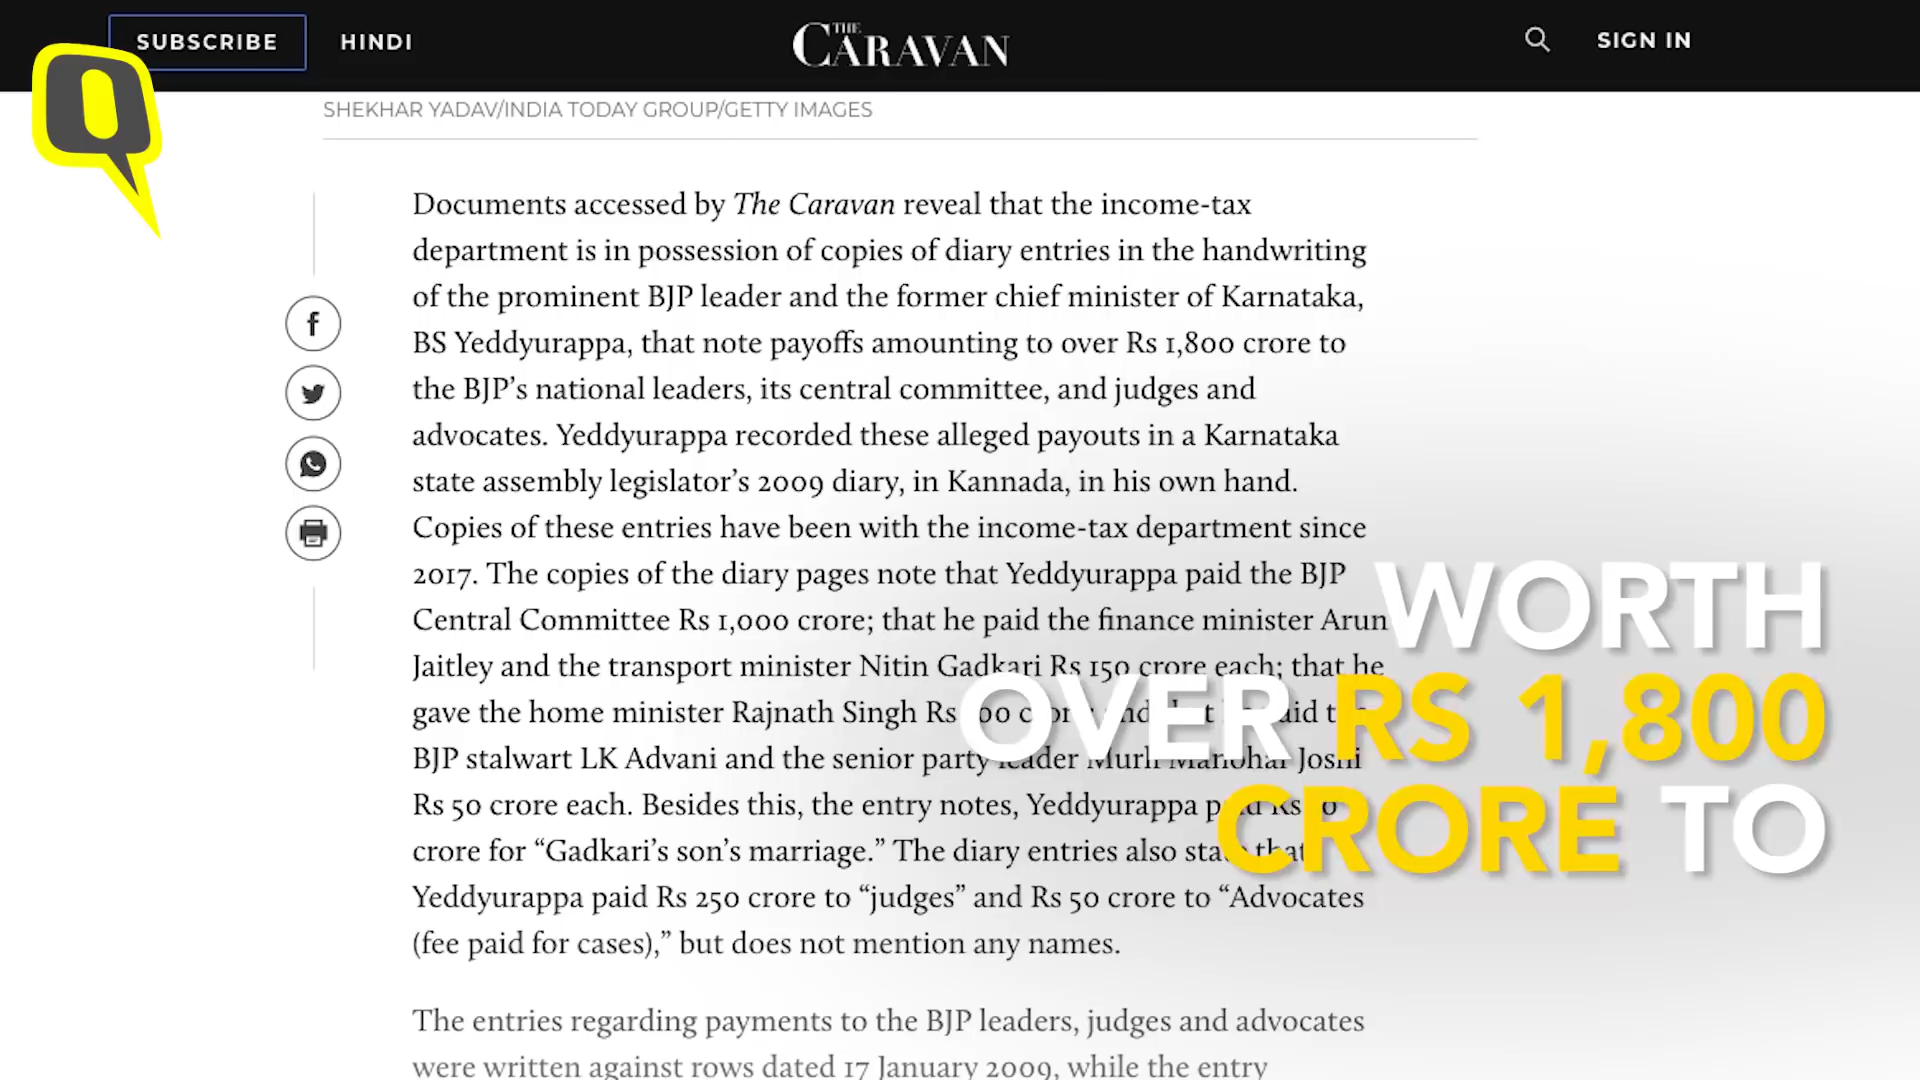 SUBSCRIBE
HINDI
THE CARAVAN
SIGN IN
SHEKHAR YADAV/INDIA TODAY GROUP/GETTY IMAGES
Documents accessed by The Caravan reveal that the income-tax
department is in possession of copies of diary entries in the handwriting
of the prominent BJP leader and the former chief minister of Karnataka,
BS Yeddyurappa, that note payoffs amounting to over Rs 1,800 crore to
the BJP’s national leaders, its central committee, and judges and
advocates. Yeddyurappa recorded these alleged payouts in a Karnataka
state assembly legislator’s 2009 diary, in Kannada, in his own hand.
Copies of these entries have been with the income-tax department since
2017. The copies of the diary pages note that Yeddyurappa paid the BJP
Central Committee Rs 1,000 crore; that he paid the finance minister Arun
Jaitley and the transport minister Nitin Gadkari Rs 150 crore each; that he
gave the home minister Rajnath Singh Rs
BJP stalwart LK Advani and the senior party leader Murli Manohar Joshi
Rs 50 crore each. Besides this, the entry notes, Yeddyurappa paid Rs
crore for “Gadkari’s son’s marriage.” The diary entries also state that
Yeddyurappa paid Rs 250 crore to “judges” and Rs 50 crore to “Advocates
(fee paid for cases),” but does not mention any names.
The entries regarding payments to the BJP leaders, judges and advocates
were written against rows dated 17 January 2009, while the entry
WORTH
OVER RS 1,800
CRORE TO